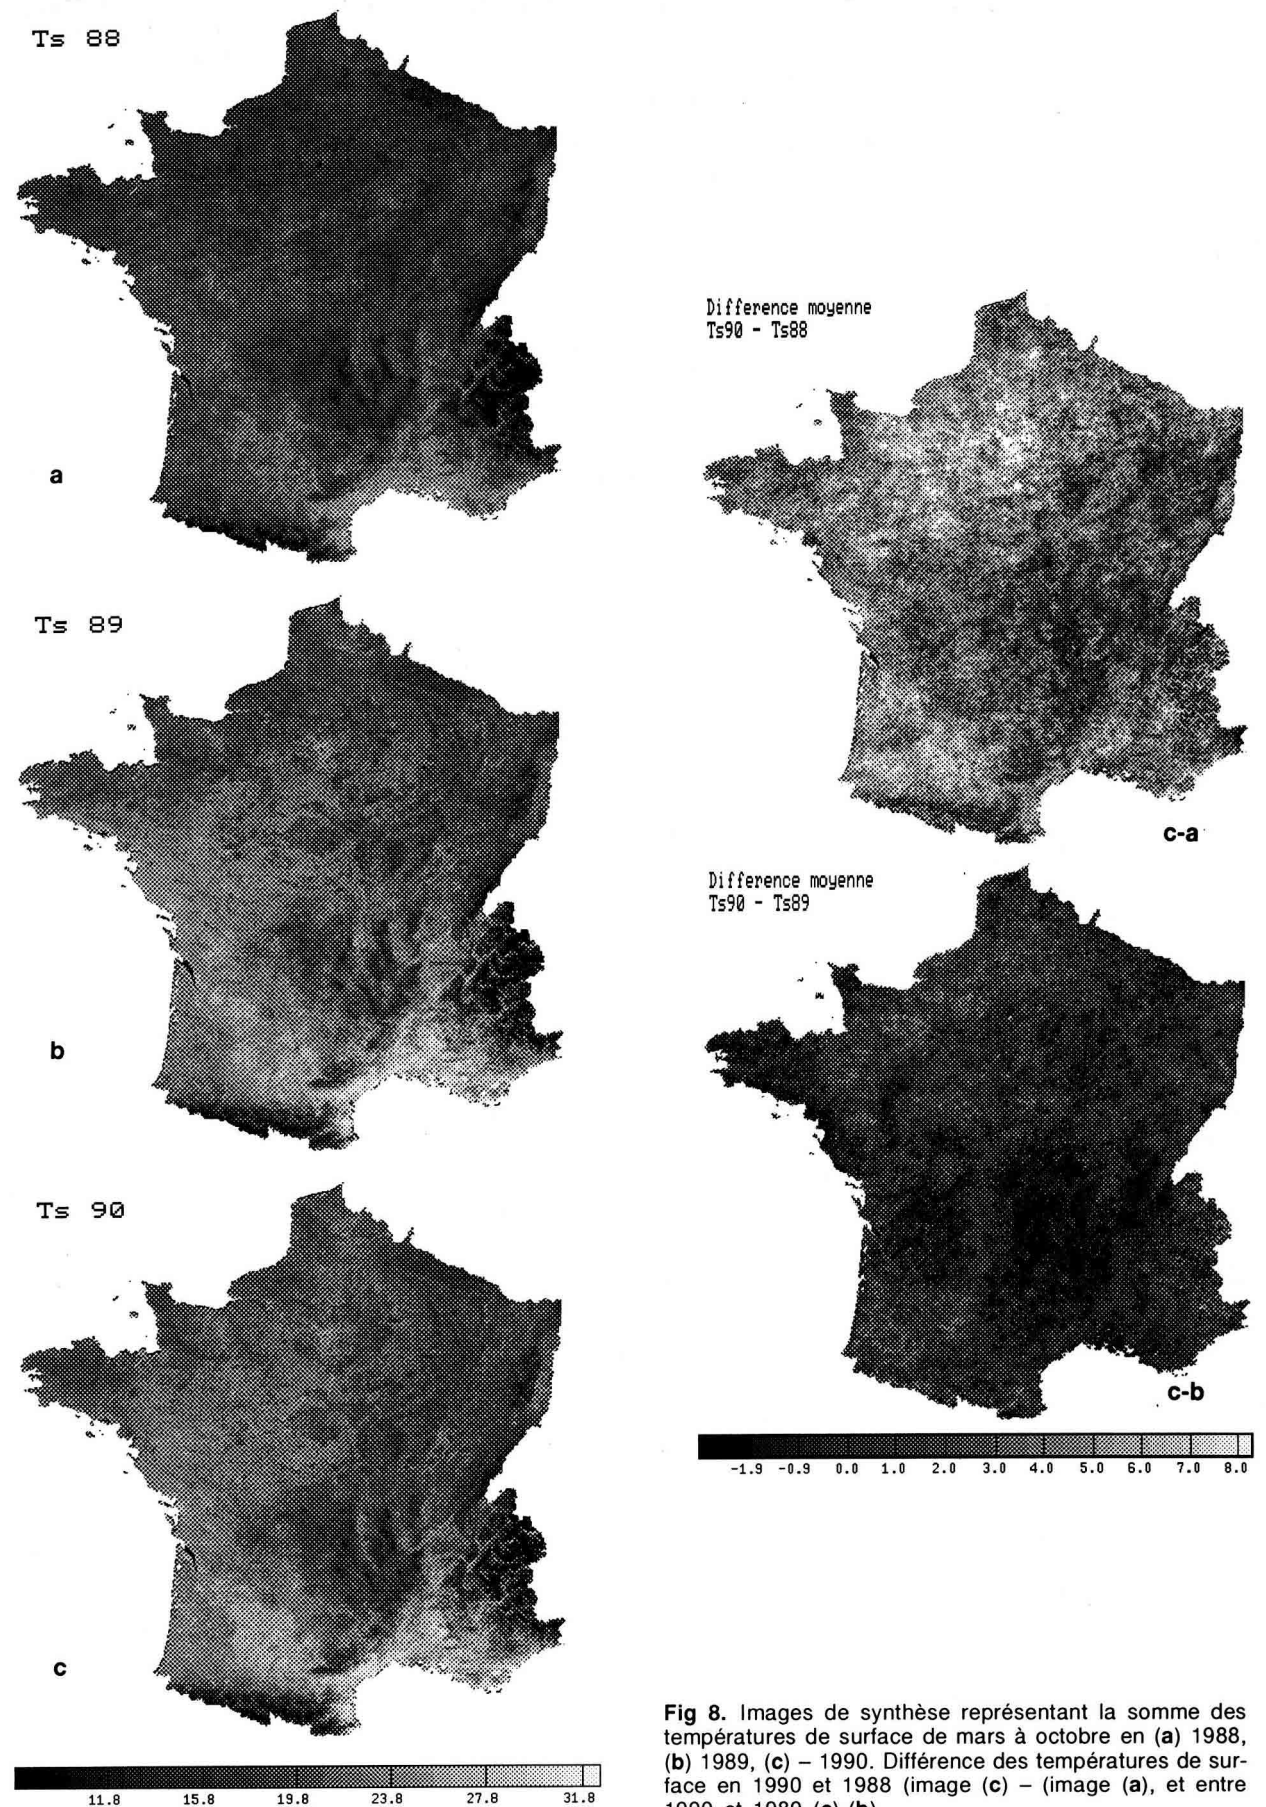 Ts 88
a
Ts 89
b
Ts 90
c
11.8 15.8 19.8 23.8 27.8 31.8
Difference moyenne
Ts90 - Ts88
c-a
Difference moyenne
Ts90 - Ts89
c-b
-1.9 -0.9 0.0 1.0 2.0 3.0 4.0 5.0 6.0 7.0 8.0
Fig 8. Images de synthèse représentant la somme des
températures de surface de mars à octobre en (a) 1988,
(b) 1989, (c) – 1990. Différence des températures de sur-
face en 1990 et 1988 (image (c) – (image (a), et entre
1990 et 1989 (c)-(b)